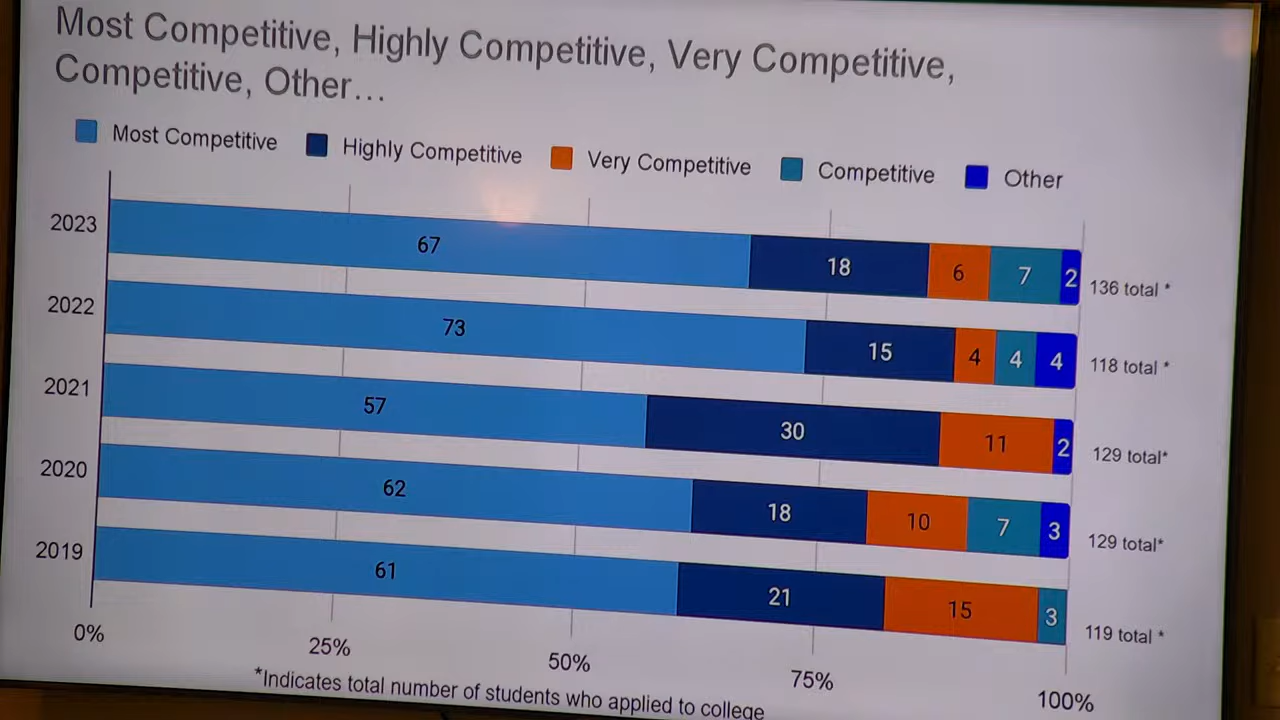 Most Competitive, Highly Competitive, Very Competitive,
Competitive, Other...
Most Competitive Highly Competitive Very Competitive Competitive Other
2023 67 18 6 7 2 136 total *
2022 73 15 4 4 4 118 total *
2021 57 30 11 2 129 total*
2020 62 18 10 7 3 129 total*
2019 61 21 15 3 119 total *
0% 25% 50% 75% 100%
*Indicates total number of students who applied to college